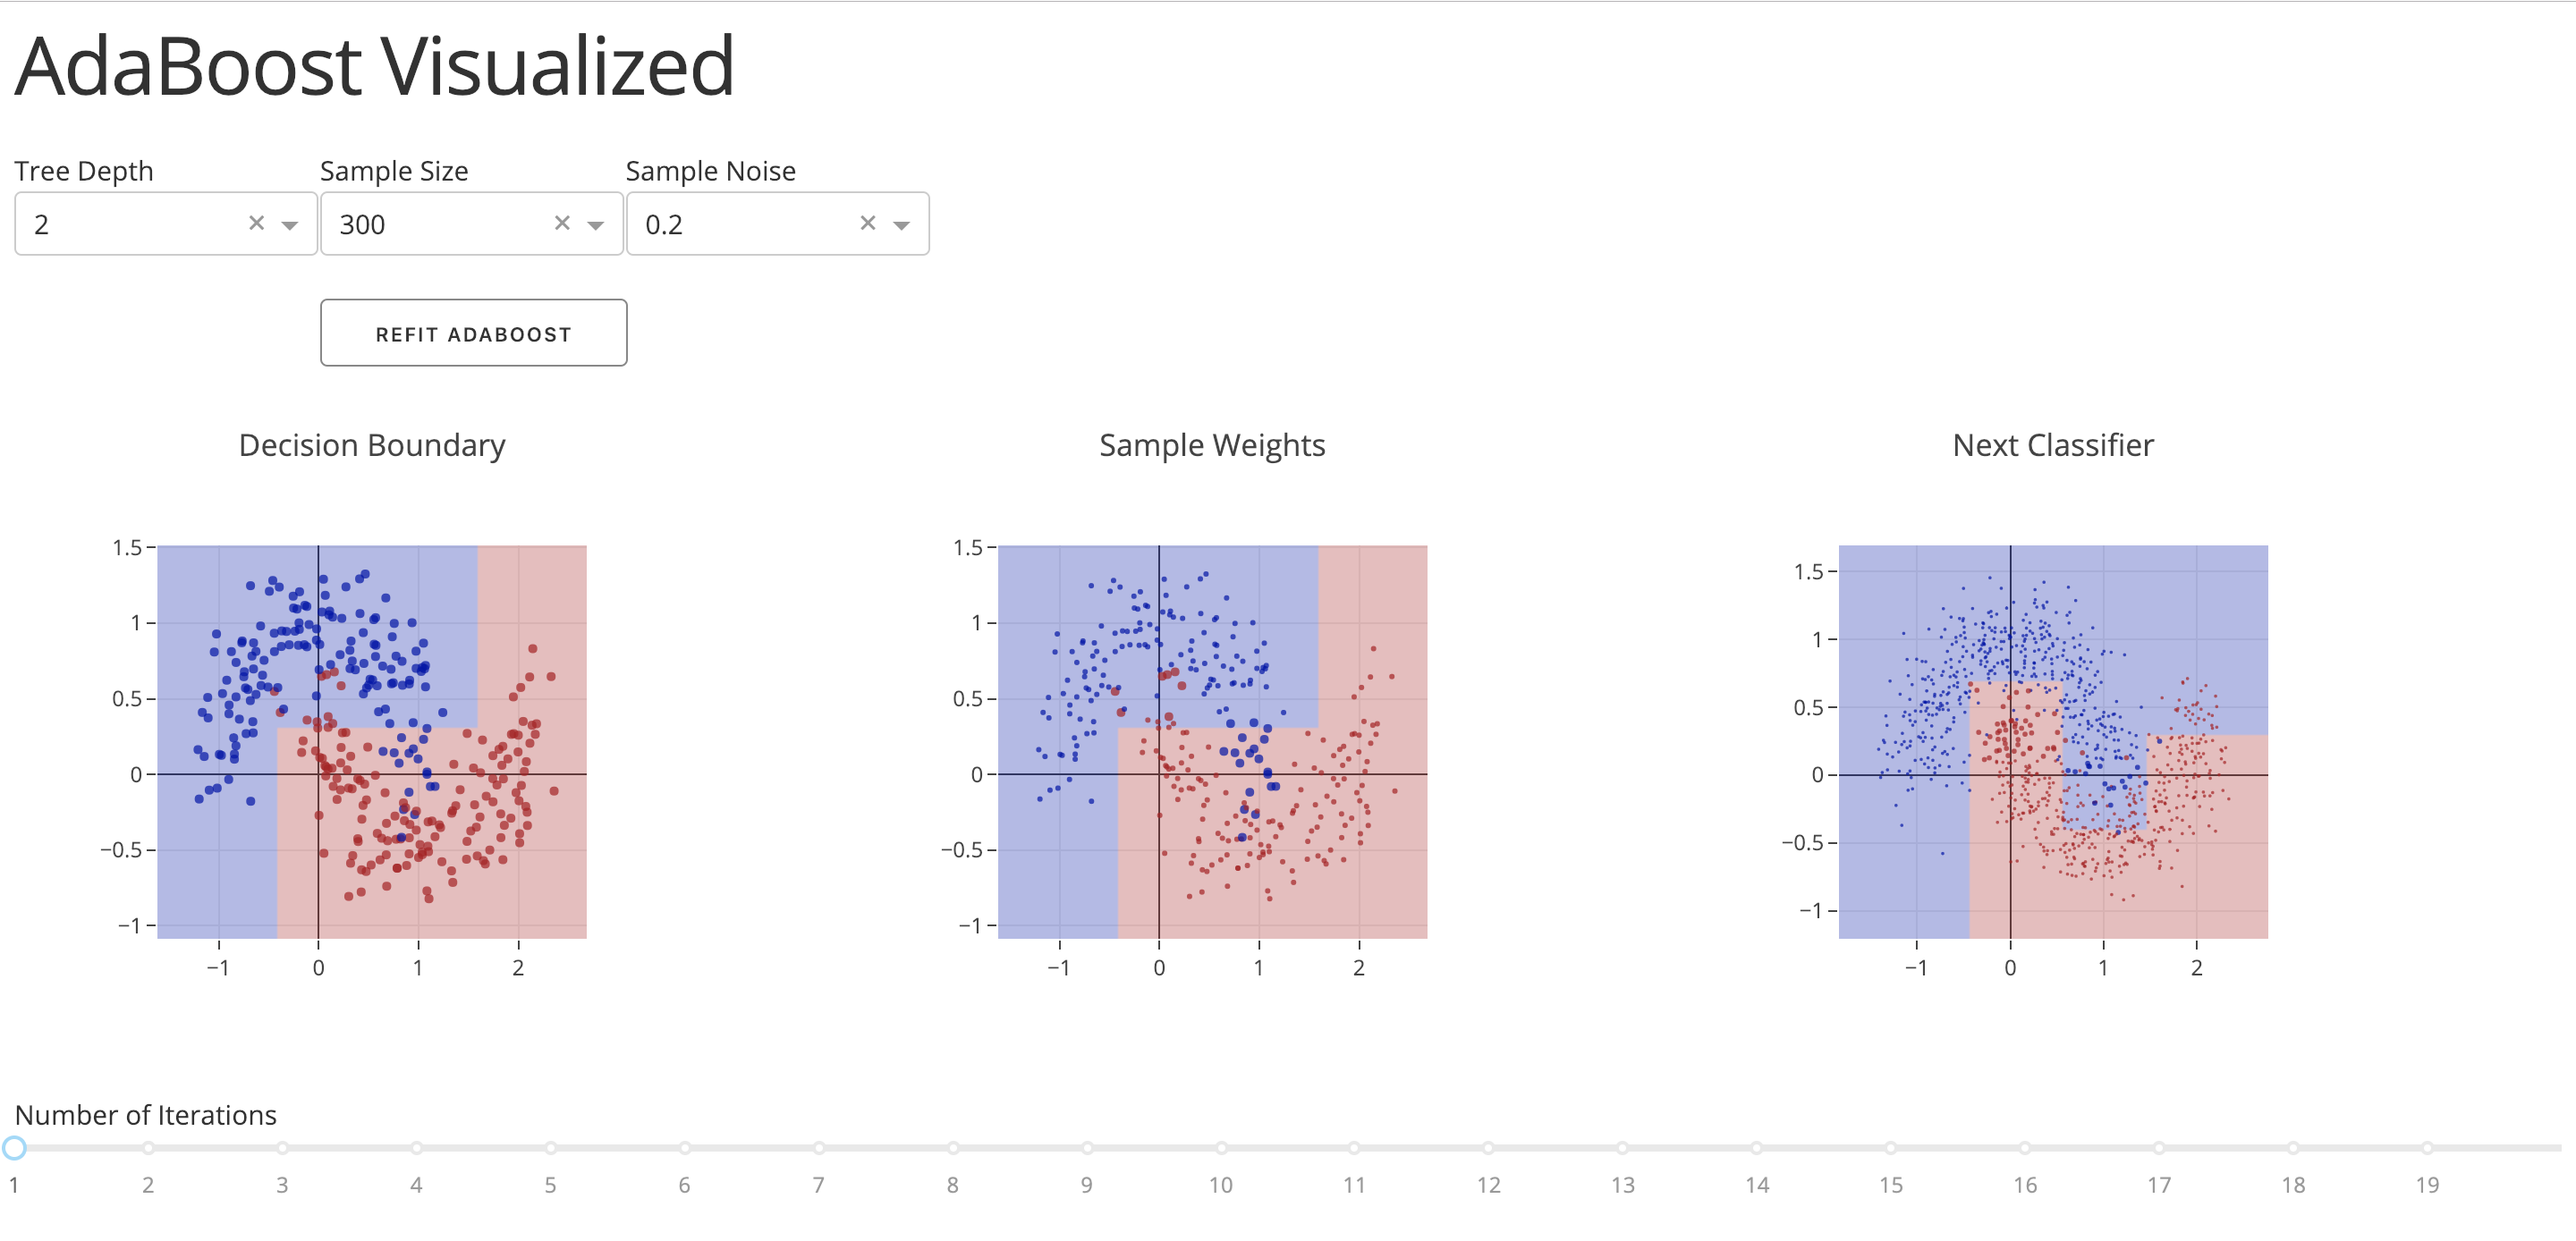 AdaBoost Visualized
Tree Depth Sample Size Sample Noise
2 × 300 × 0.2 ×
REFIT ADABOOST
Decision Boundary Sample Weights Next Classifier
1.5 1.5 1.5
1 1 1
0.5 0.5 0.5
0 0 0
−0.5 −0.5 −0.5
−1 −1 −1
−1 0 1 2 −1 0 1 2 −1 0 1 2
Number of Iterations
1 2 3 4 5 6 7 8 9 10 11 12 13 14 15 16 17 18 19